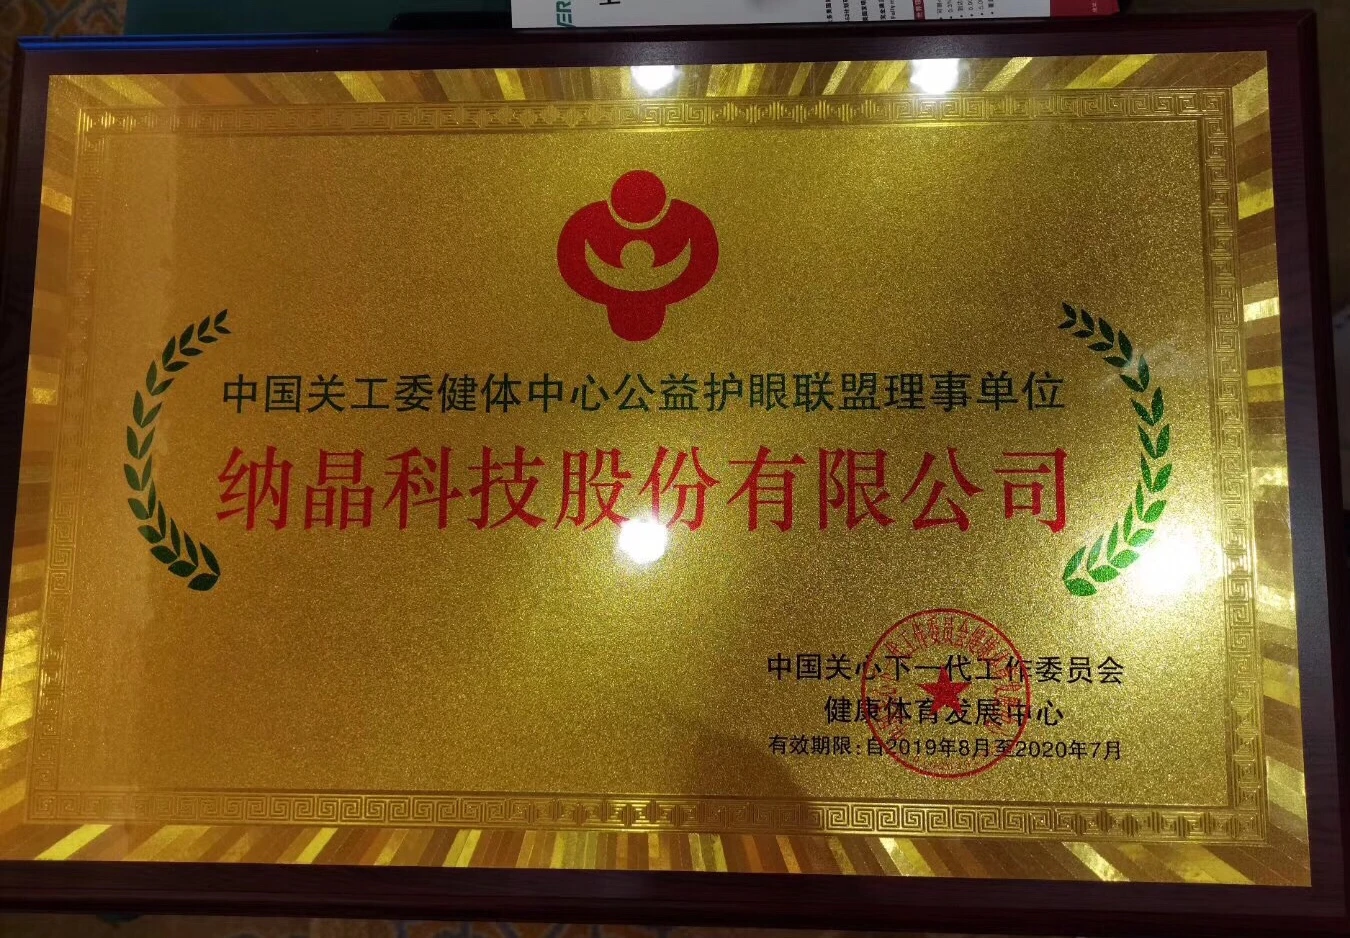 中国关工委健体中心公益护眼联盟理事单位
纳晶科技股份有限公司
中国关心下一代工作委员会
健康体育发展中心
有效期限:自2019年8月至2020年7月